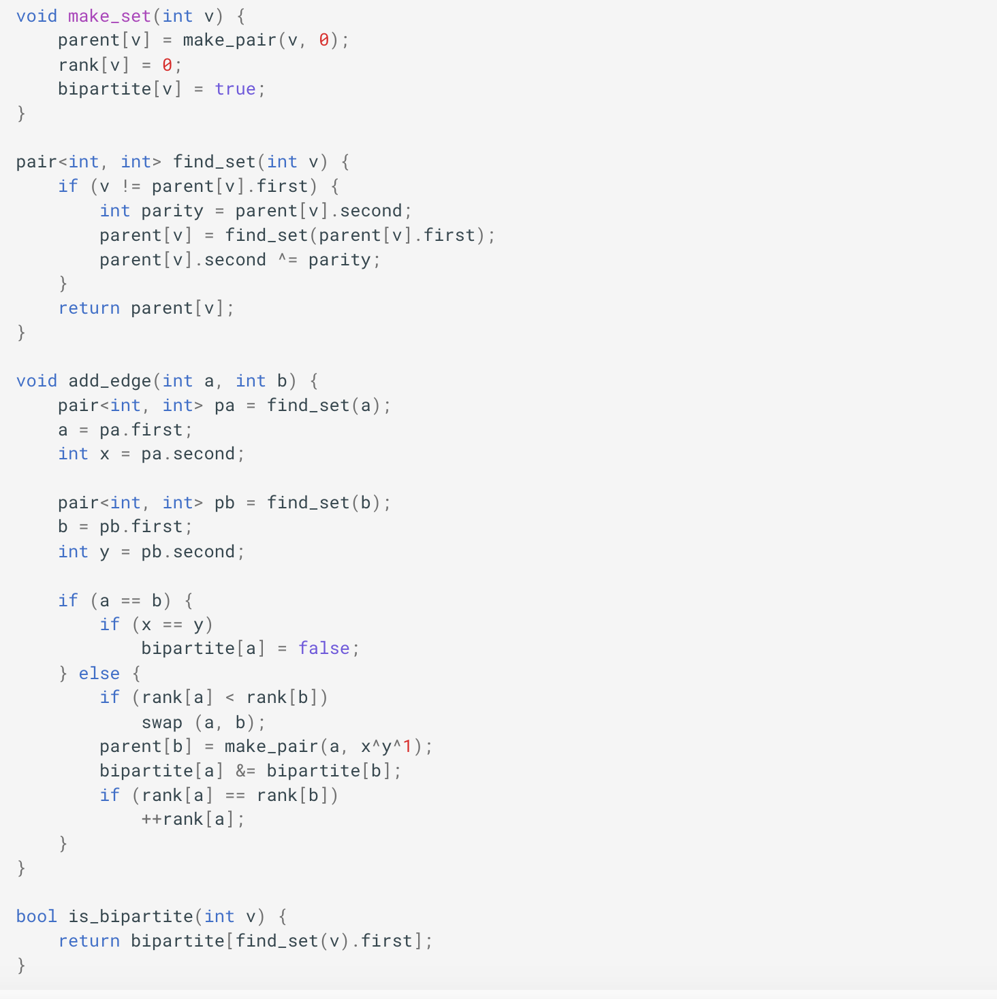 void make_set(int v) {
    parent[v] = make_pair(v, 0);
    rank[v] = 0;
    bipartite[v] = true;
}

pair<int, int> find_set(int v) {
    if (v != parent[v].first) {
        int parity = parent[v].second;
        parent[v] = find_set(parent[v].first);
        parent[v].second ^= parity;
    }
    return parent[v];
}

void add_edge(int a, int b) {
    pair<int, int> pa = find_set(a);
    a = pa.first;
    int x = pa.second;

    pair<int, int> pb = find_set(b);
    b = pb.first;
    int y = pb.second;

    if (a == b) {
        if (x == y)
            bipartite[a] = false;
    } else {
        if (rank[a] < rank[b])
            swap (a, b);
        parent[b] = make_pair(a, x^y^1);
        bipartite[a] &= bipartite[b];
        if (rank[a] == rank[b])
            ++rank[a];
    }
}

bool is_bipartite(int v) {
    return bipartite[find_set(v).first];
}